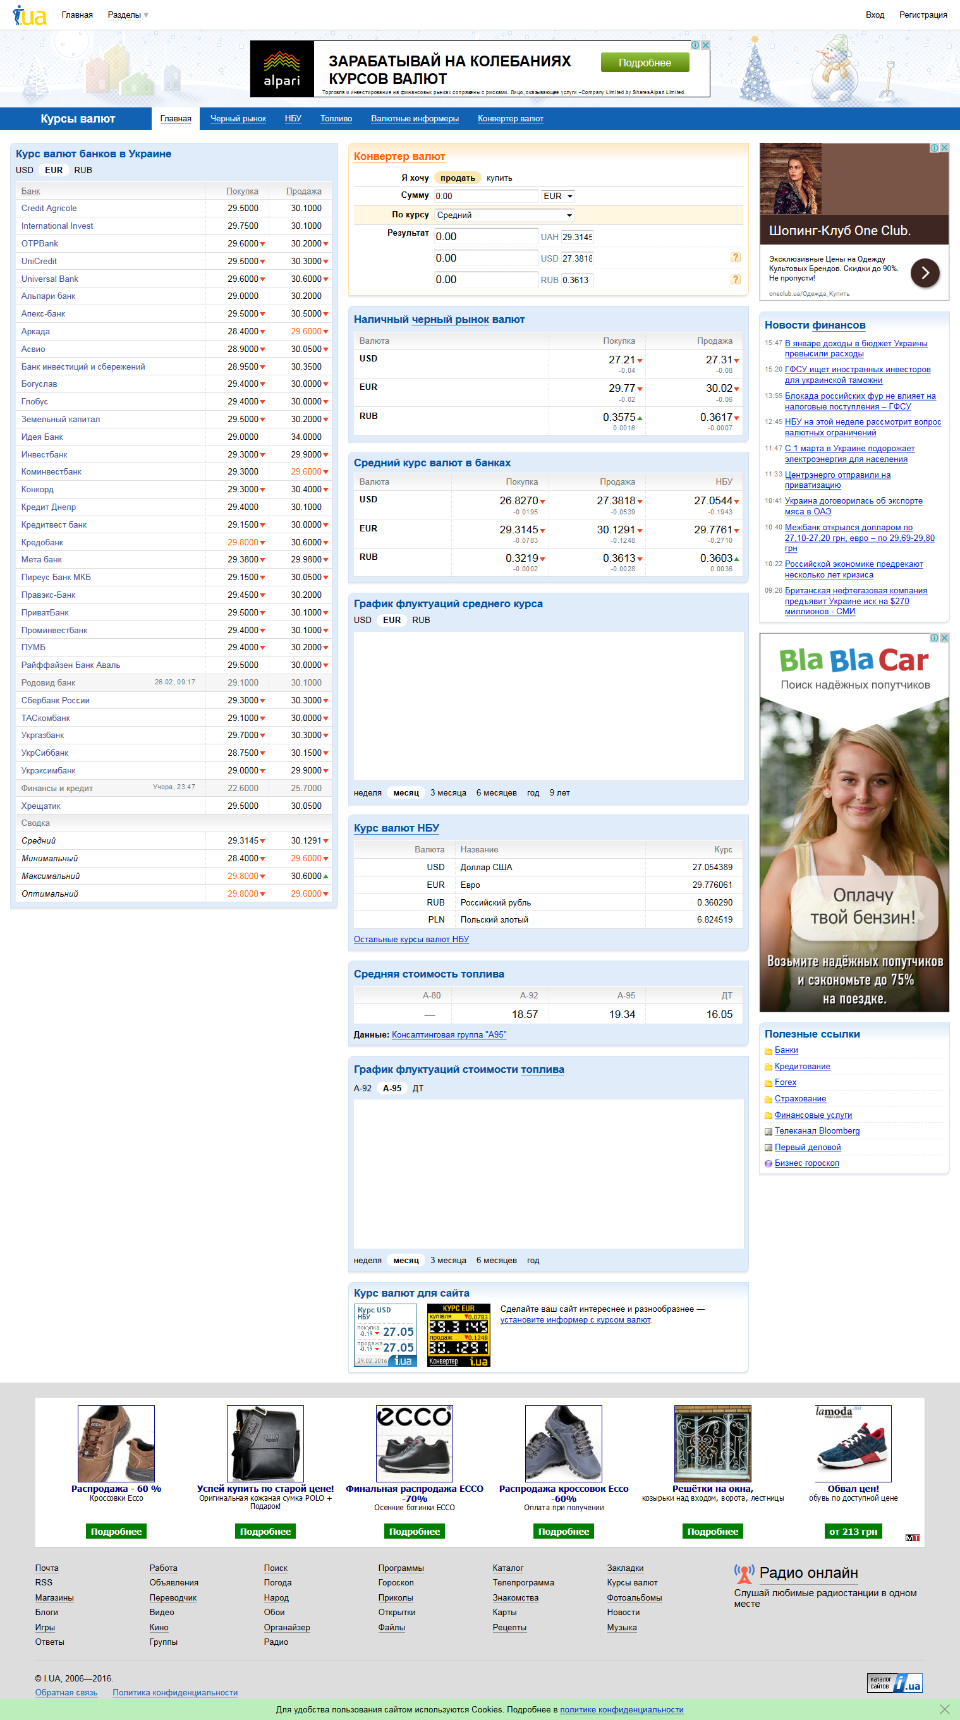 i.ua Главная Разделы ▾ Вход Регистрация
alpari
ЗАРАБАТЫВАЙ НА КОЛЕБАНИЯХ
КУРСОВ ВАЛЮТ
Подробнее
Курсы валют Главная Черный рынок НБУ Топливо Валютные информеры Конвертер валют
Курс валют банков в Украине
USD EUR RUB
Банк Покупка Продажа
Credit Agricole 29.5000 30.1000
International Invest 29.7500 30.1000
OTPBank 29.6000 30.2000
UniCredit 29.5000 30.3000
Universal Bank 29.6000 30.6000
Альпари банк 29.0000 30.2000
Апекс-банк 29.5000 30.5000
Аркада 28.4000 29.6000
Асвио 28.9000 30.0500
Банк инвестиций и сбережений 28.9500 30.3500
Богуслав 29.4000 30.0000
Глобус 29.4000 30.0000
Земельный капитал 29.5000 30.2000
Идея Банк 29.0000 34.0000
Инвестбанк 29.3000 29.9000
Коминвестбанк 29.3000 29.6000
Конкорд 29.3000 30.4000
Кредит Днепр 29.4000 30.1000
Кредитвест банк 29.1500 30.0000
Кредобанк 29.8000 30.6000
Мета банк 29.3800 29.9800
Пиреус Банк МКБ 29.1500 30.0500
Правэкс-Банк 29.4500 30.2000
ПриватБанк 29.5000 30.1000
Проминвестбанк 29.4000 30.1000
ПУМБ 29.4000 30.2000
Райффайзен Банк Аваль 29.5000 30.0000
Родовид банк 26.02, 09:17 29.1000 30.1000
Сбербанк России 29.3000 30.3000
ТАСкомбанк 29.1000 30.0000
Укргазбанк 29.7000 30.3000
УкрСиббанк 28.7500 30.1500
Укрэксимбанк 29.0000 29.9000
Финансы и кредит Учора, 23:47 22.6000 25.7000
Хрещатик 29.5000 30.0500
Сводка
Средний 29.3145 30.1291
Минимальный 28.4000 29.6000
Максимальный 29.8000 30.6000
Оптимальный 29.8000 29.6000
Конвертер валют
Я хочу продать купить
Сумму 0.00 EUR
По курсу Средний
Результат 0.00 UAH 29.3145
0.00 USD 27.3818 ?
0.00 RUB 0.3613 ?
Наличный черный рынок валют
Валюта Покупка Продажа
USD 27.21 27.31
-0.04 -0.08
EUR 29.77 30.02
-0.02 -0.06
RUB 0.3575 0.3617
0.0016 -0.0007
Средний курс валют в банках
Валюта Покупка Продажа НБУ
USD 26.8270 27.3818 27.0544
-0.0195 -0.0539 -0.1943
EUR 29.3145 30.1291 29.7761
-0.0783 -0.1248 -0.2710
RUB 0.3219 0.3613 0.3603
-0.0002 -0.0028 0.0036
График флуктуаций среднего курса
USD EUR RUB
неделя месяц 3 месяца 6 месяцев год 9 лет
Курс валют НБУ
Валюта Название Курс
USD Доллар США 27.054389
EUR Евро 29.776061
RUB Российский рубль 0.360290
PLN Польский злотый 6.824519
Остальные курсы валют НБУ
Средняя стоимость топлива
А-80 А-92 А-95 ДТ
— 18.57 19.34 16.05
Данные: Консалтинговая группа "А95"
График флуктуаций стоимости топлива
А-92 А-95 ДТ
неделя месяц 3 месяца 6 месяцев год
Курс валют для сайта
Курс USD
НБУ
покупка
-0.19 27.05
продажа
-0.19 27.05
29.02.2016 i.ua
КУРС EUR
купівля 0.0783
29.3145
продаж 0.1248
30.1291
Конвертер i.ua
Сделайте ваш сайт интереснее и разнообразнее —
установите информер с курсом валют.
Шопинг-Клуб One Club.
Эксклюзивные Цены на Одежду
Культовых Брендов. Скидки до 90%.
Не пропусти!
oneclub.ua/Одежда_Купить
Новости финансов
15:47 В январе доходы в бюджет Украины
превысили расходы
15:20 ГФСУ ищет иностранных инвесторов
для украинской таможни
13:55 Блокада российских фур не влияет на
налоговые поступления – ГФСУ
12:45 НБУ на этой неделе рассмотрит вопрос
валютных ограничений
11:47 С 1 марта в Украине подорожает
электроэнергия для населения
11:33 Центрэнерго отправили на
приватизацию
10:41 Украина договорилась об экспорте
мяса в ОАЭ
10:40 Межбанк открылся долларом по
27,10-27,20 грн, евро – по 29,69-29,80
грн
10:22 Российской экономике предрекают
несколько лет кризиса
09:26 Британская нефтегазовая компания
предъявит Украине иск на $270
миллионов - СМИ
Bla Bla Car
Поиск надёжных попутчиков
Оплачу
твой бензин!
Возьмите надёжных попутчиков
и сэкономьте до 75%
на поездке.
Полезные ссылки
Банки
Кредитование
Forex
Страхование
Финансовые услуги
Телеканал Bloomberg
Первый деловой
Бизнес гороскоп
ecco lamoda
Распродажа - 60 %
Кроссовки Ecco
Подробнее
Успей купить по старой цене!
Оригинальная кожаная сумка POLO +
Подарок!
Подробнее
Финальная распродажа ECCO
-70%
Осенние ботинки ECCO
Подробнее
Распродажа кроссовок Ecco
-60%
Оплата при получении
Подробнее
Решётки на окна,
козырьки над входом, ворота, лестницы
Подробнее
Обвал цен!
обувь по доступной цене
от 213 грн
МТ
Почта Работа Поиск Программы Каталог Закладки
RSS Объявления Погода Гороскоп Телепрограмма Курсы валют
Магазины Переводчик Народ Приколы Знакомства Фотоальбомы
Блоги Видео Обои Открытки Карты Новости
Игры Кино Органайзер Файлы Рецепты Музыка
Ответы Группы Радио
Радио онлайн
Слушай любимые радиостанции в одном
месте
© I.UA, 2006—2016.
Обратная связь Политика конфиденциальности
каталог
сайтов i.ua
Для удобства пользования сайтом используются Cookies. Подробнее в политике конфиденциальности